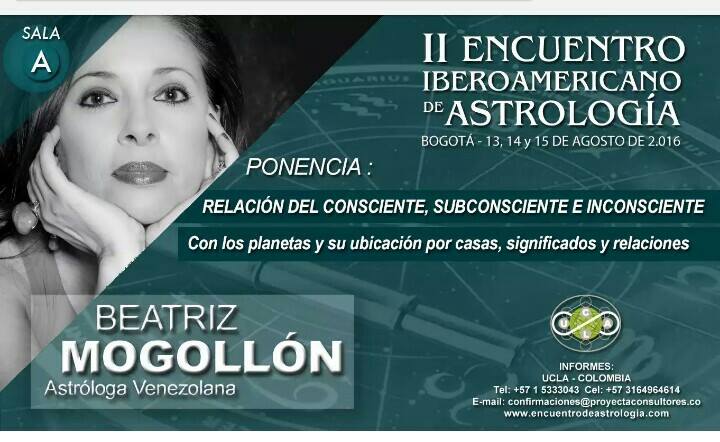 SALA
A
II ENCUENTRO
IBEROAMERICANO
DE ASTROLOGÍA
BOGOTÁ - 13, 14 y 15 DE AGOSTO DE 2.016
PONENCIA :
RELACIÓN DEL CONSCIENTE, SUBCONSCIENTE E INCONSCIENTE
Con los planetas y su ubicación por casas, significados y relaciones
BEATRIZ
MOGOLLÓN
Astróloga Venezolana
UCLA
INFORMES:
UCLA - COLOMBIA
Tel: +57 1 5333043 Cel: +57 3164964614
E-mail: confirmaciones@proyectaconsultores.co
www.encuentrodeastrologia.com